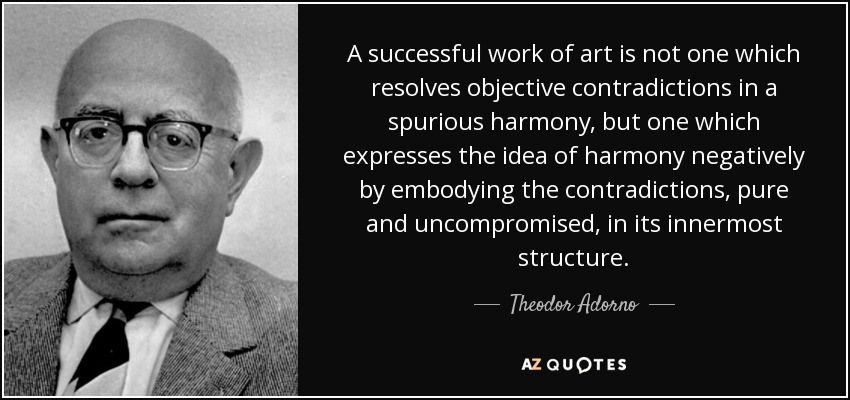 A successful work of art is not one which
resolves objective contradictions in a
spurious harmony, but one which
expresses the idea of harmony negatively
by embodying the contradictions, pure
and uncompromised, in its innermost
structure.
Theodor Adorno
AZ QUOTES